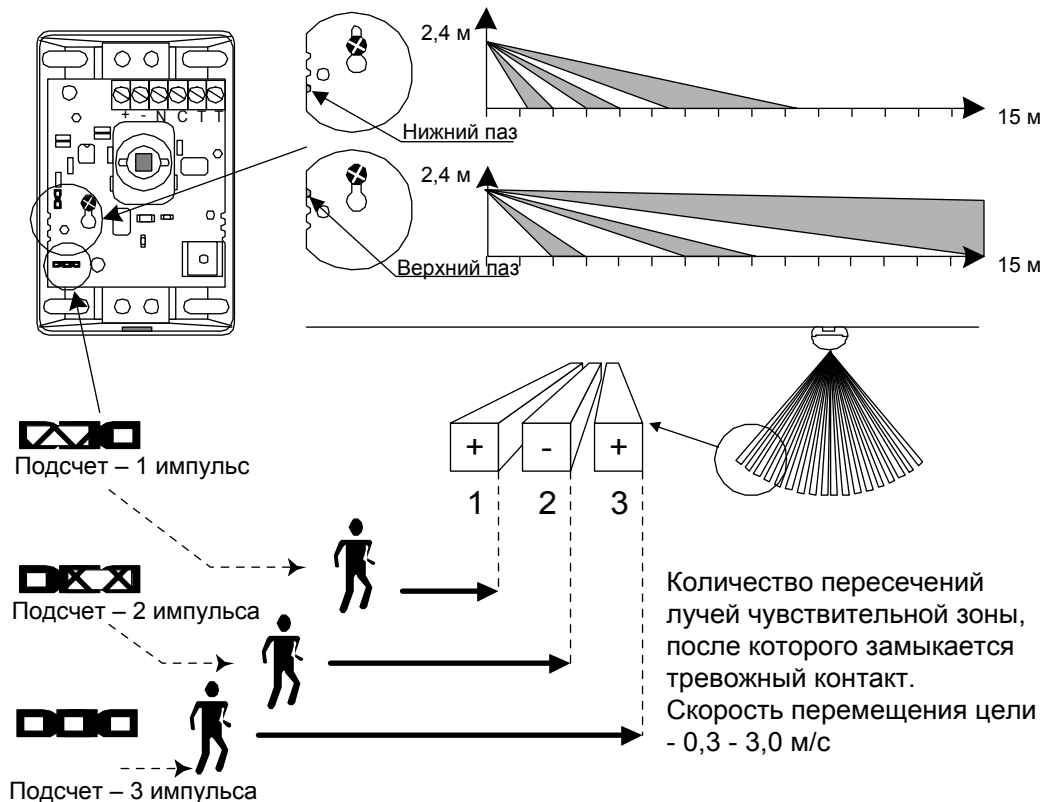 + - N C T T
2,4 м
15 м
Нижний паз
2,4 м
15 м
Верхний паз
+ - +
1 2 3
Подсчет – 1 импульс
Подсчет – 2 импульса
Подсчет – 3 импульса
Количество пересечений
лучей чувствительной зоны,
после которого замыкается
тревожный контакт.
Скорость перемещения цели
- 0,3 - 3,0 м/с